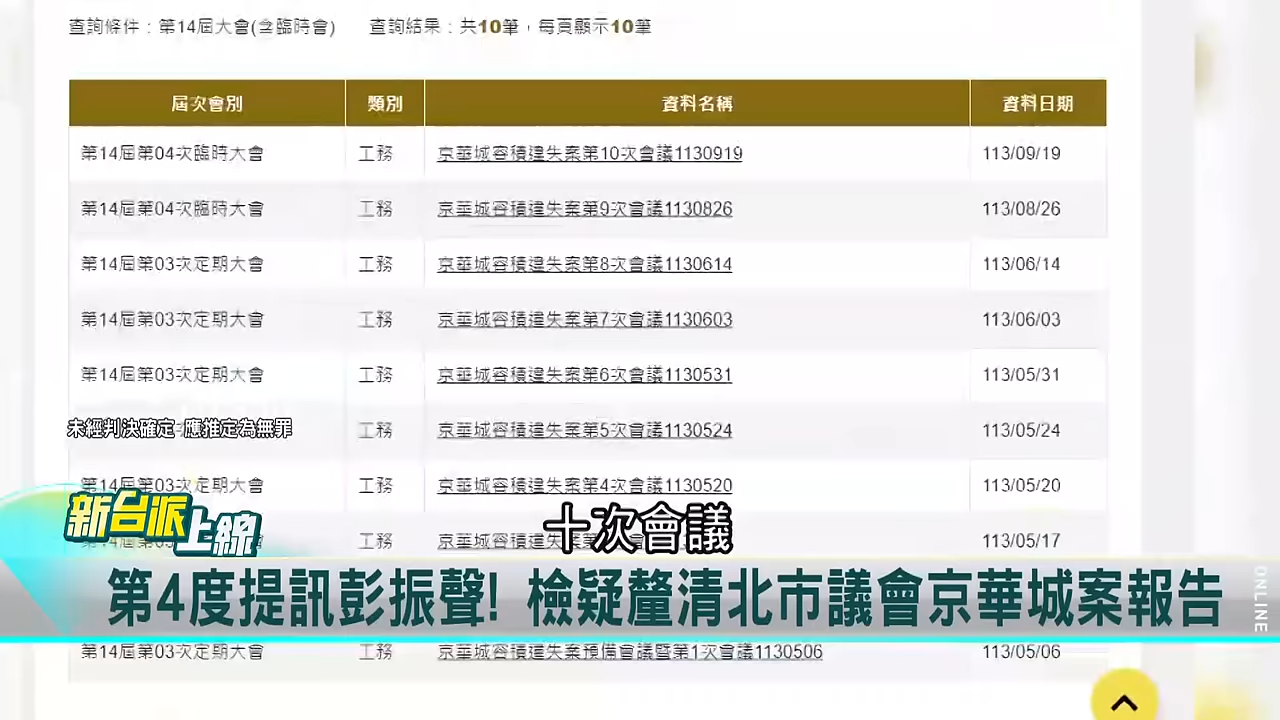 查詢條件：第14屆大會(含臨時會) 查詢結果：共10筆，每頁顯示10筆
屆次會別 類別 資料名稱 資料日期
第14屆第04次臨時大會 工務 京華城容積違失案第10次會議1130919 113/09/19
第14屆第04次臨時大會 工務 京華城容積違失案第9次會議1130826 113/08/26
第14屆第03次定期大會 工務 京華城容積違失案第8次會議1130614 113/06/14
第14屆第03次定期大會 工務 京華城容積違失案第7次會議1130603 113/06/03
第14屆第03次定期大會 工務 京華城容積違失案第6次會議1130531 113/05/31
未經判決確定 應推定為無罪 工務 京華城容積違失案第5次會議1130524 113/05/24
第14屆第03次定期大會 工務 京華城容積違失案第4次會議1130520 113/05/20
新台派上線
十次會議
工務 京華城容積違失 113/05/17
第4度提訊彭振聲! 檢疑釐清北市議會京華城案報告
ONLINE
第14屆第03次定期大會 工務 京華城容積違失案預備會議暨第1次會議1130506 113/05/06